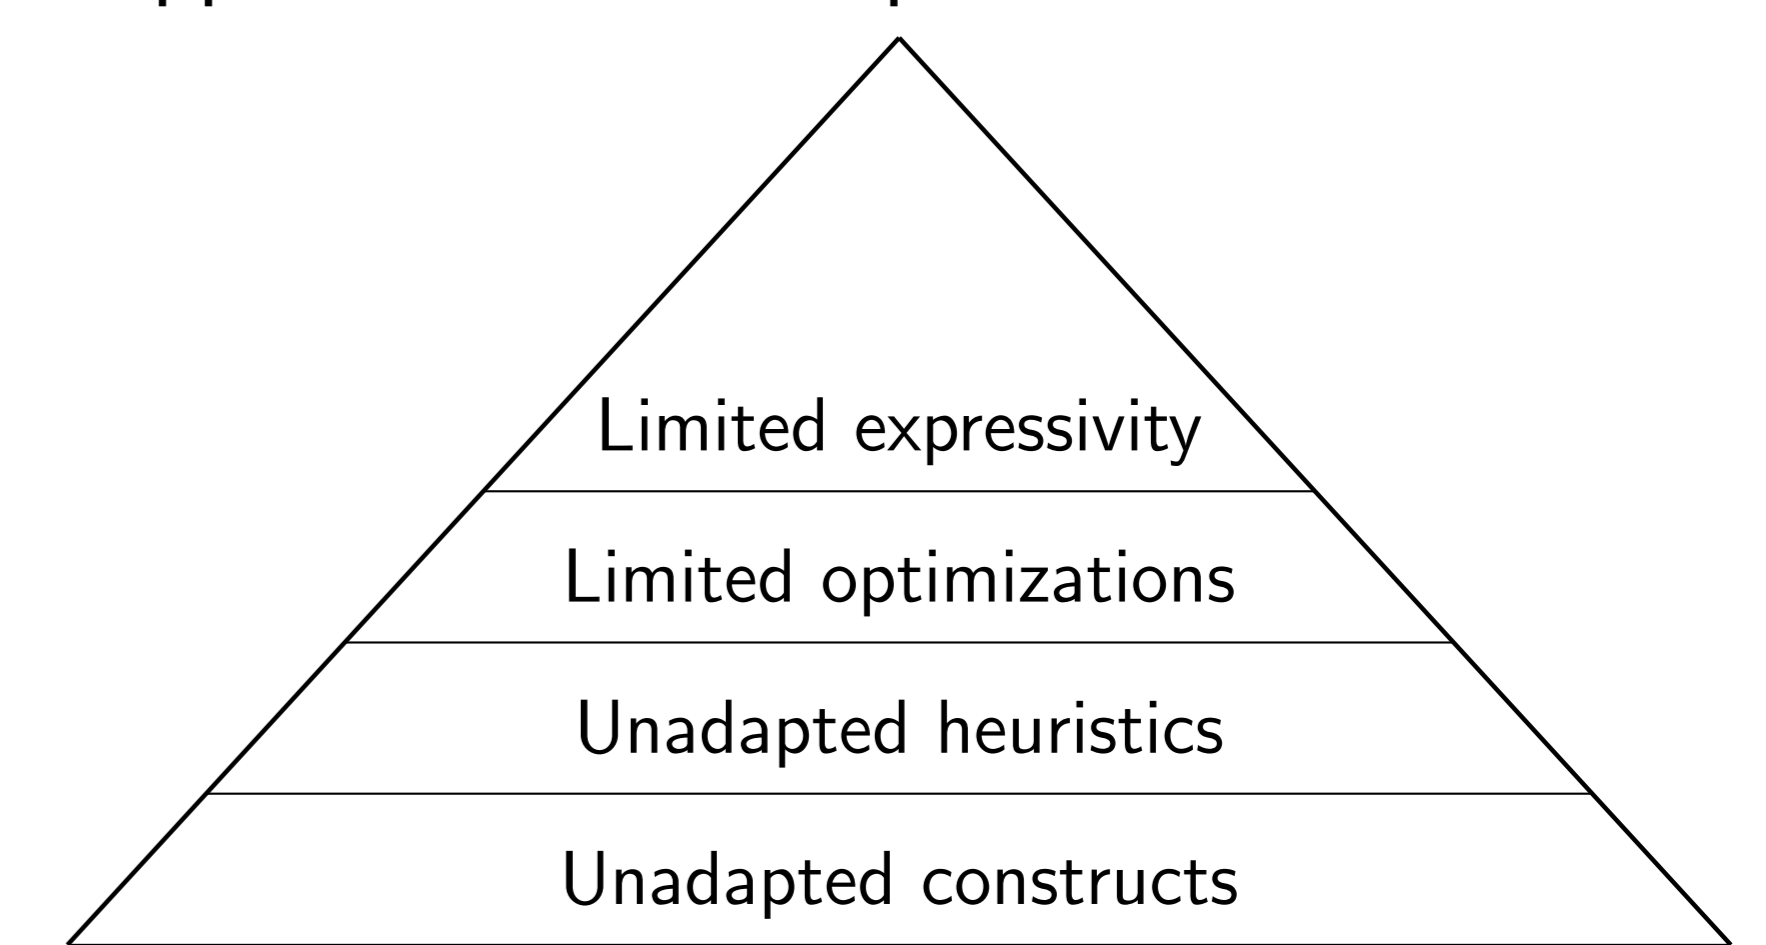 Limited expressivity
Limited optimizations
Unadapted heuristics
Unadapted constructs